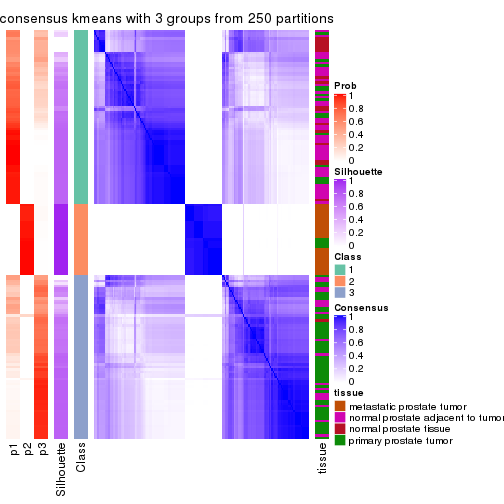 consensus kmeans with 3 groups from 250 partitions
Prob
1
0.8
0.6
0.4
0.2
0
Silhouette
1
0.8
0.6
0.4
0.2
0
Class
1
2
3
Consensus
1
0.8
0.6
0.4
0.2
0
tissue
metastatic prostate tumor
normal prostate adjacent to tumor
normal prostate tissue
primary prostate tumor
p1
p2
p3
Silhouette
Class
tissue